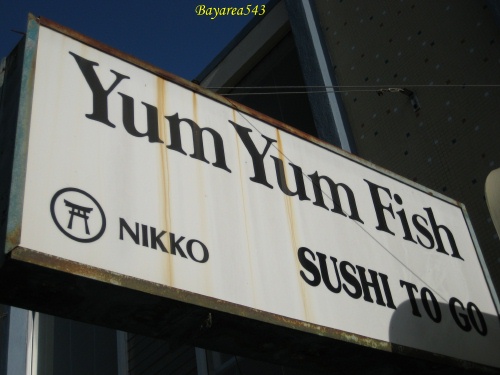 Bayarea543
Yum Yum Fish
NIKKO
SUSHI TO GO